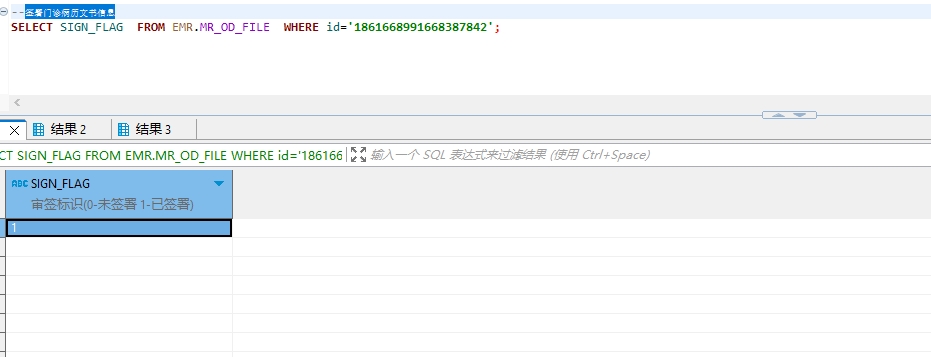 --签署门诊病历文书信息
SELECT SIGN_FLAG  FROM EMR.MR_OD_FILE  WHERE id='1861668991668387842';
结果 2
结果 3
CT SIGN_FLAG FROM EMR.MR_OD_FILE WHERE id='186166
输入一个 SQL 表达式来过滤结果 (使用 Ctrl+Space)
ABC SIGN_FLAG
审签标识(0-未签署 1-已签署)
1